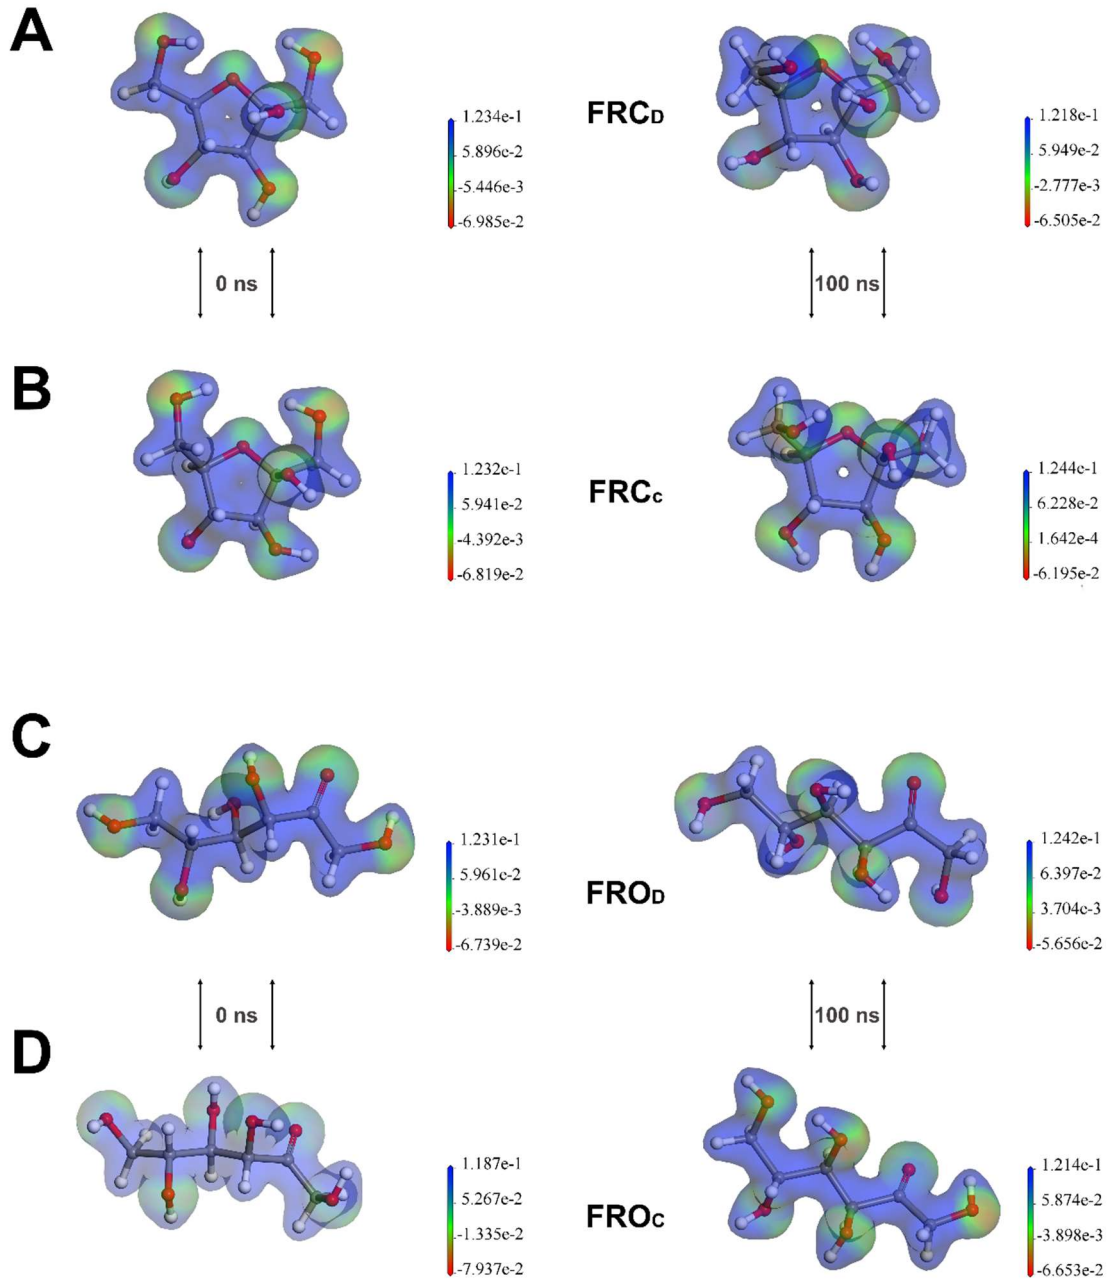 A
FRCD
1.234e-1
5.896e-2
-5.446e-3
-6.985e-2
1.218e-1
5.949e-2
-2.777e-3
-6.505e-2
0 ns
100 ns
B
FRCc
1.232e-1
5.941e-2
-4.392e-3
-6.819e-2
1.244e-1
6.228e-2
1.642e-4
-6.195e-2
C
FROD
1.231e-1
5.961e-2
-3.889e-3
-6.739e-2
1.242e-1
6.397e-2
3.704c-3
-5.656e-2
0 ns
100 ns
D
FROC
1.187e-1
5.267e-2
-1.335e-2
-7.937e-2
1.214e-1
5.874e-2
-3.898e-3
-6.653e-2